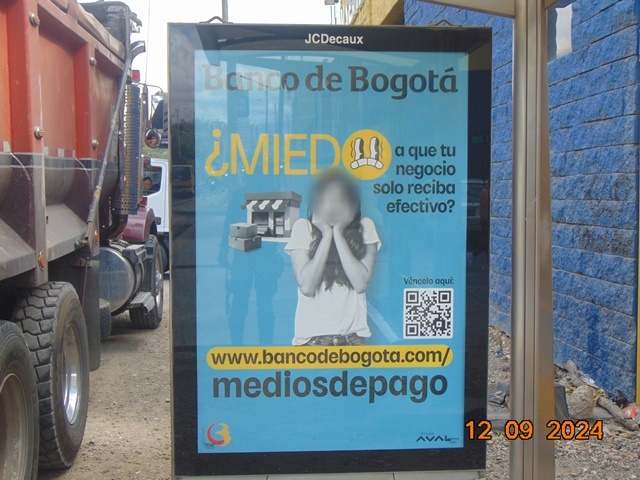 JCDecaux
Banco de Bogotá
¿MIEDO
a que tu
negocio
solo reciba
efectivo?
Véncelo aquí:
www.bancodebogota.com/
mediosdepago
AVAL
12 09 2024